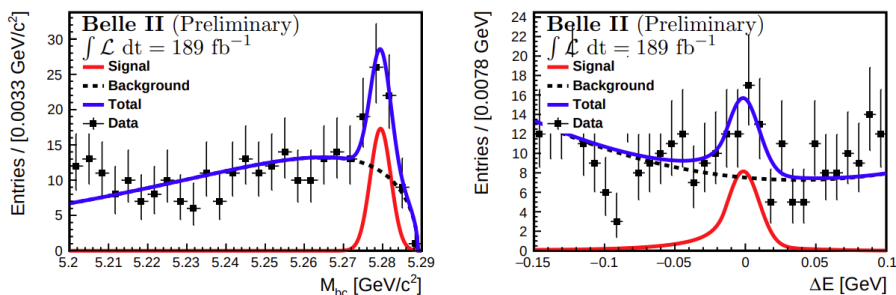 Belle II (Preliminary)
∫ L dt = 189 fb⁻¹
Signal
Background
Total
Data
Entries / [0.0033 GeV/c²]
35
30
25
20
15
10
5
0
5.2 5.21 5.22 5.23 5.24 5.25 5.26 5.27 5.28 5.29
M_bc [GeV/c²]
Belle II (Preliminary)
∫ L dt = 189 fb⁻¹
Signal
Background
Total
Data
Entries / [0.0078 GeV]
24
22
20
18
16
14
12
10
8
6
4
2
0
−0.15 −0.1 −0.05 0 0.05 0.1
ΔE [GeV]